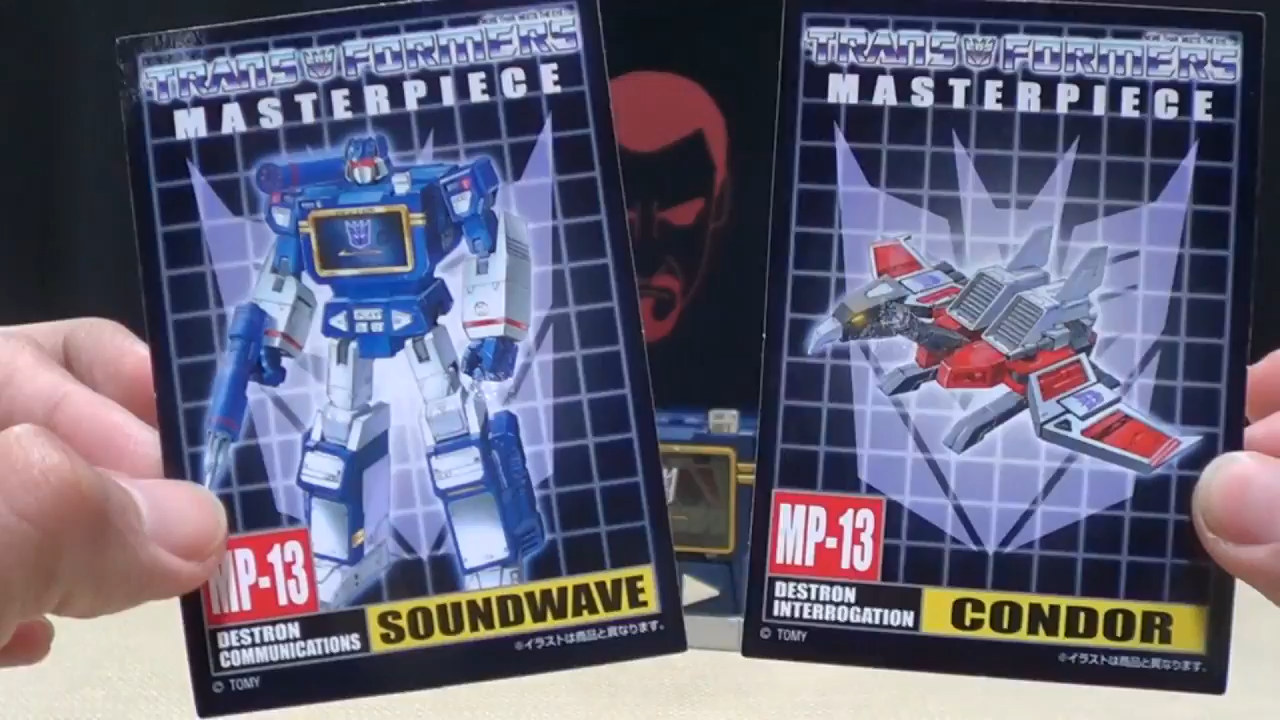 TRANSFORMERS
MASTERPIECE
MP-13
DESTRON
COMMUNICATIONS
SOUNDWAVE
※イラストは商品と異なります。
© TOMY
TRANSFORMERS
MASTERPIECE
MP-13
DESTRON
INTERROGATION
CONDOR
© TOMY
※イラストは商品と異なります。